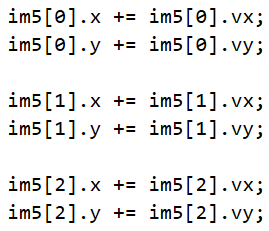 im5[0].x += im5[0].vx;
im5[0].y += im5[0].vy;

im5[1].x += im5[1].vx;
im5[1].y += im5[1].vy;

im5[2].x += im5[2].vx;
im5[2].y += im5[2].vy;